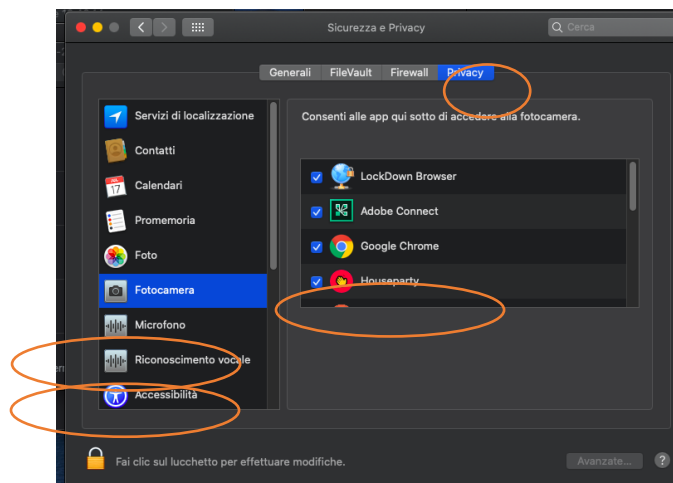 Sicurezza e Privacy
Cerca
Generali FileVault Firewall Privacy
Servizi di localizzazione
Contatti
Calendari
Promemoria
Foto
Fotocamera
Microfono
Riconoscimento vocale
Accessibilità
Consenti alle app qui sotto di accedere alla fotocamera.
LockDown Browser
Adobe Connect
Google Chrome
Houseparty
Fai clic sul lucchetto per effettuare modifiche.
Avanzate...
?